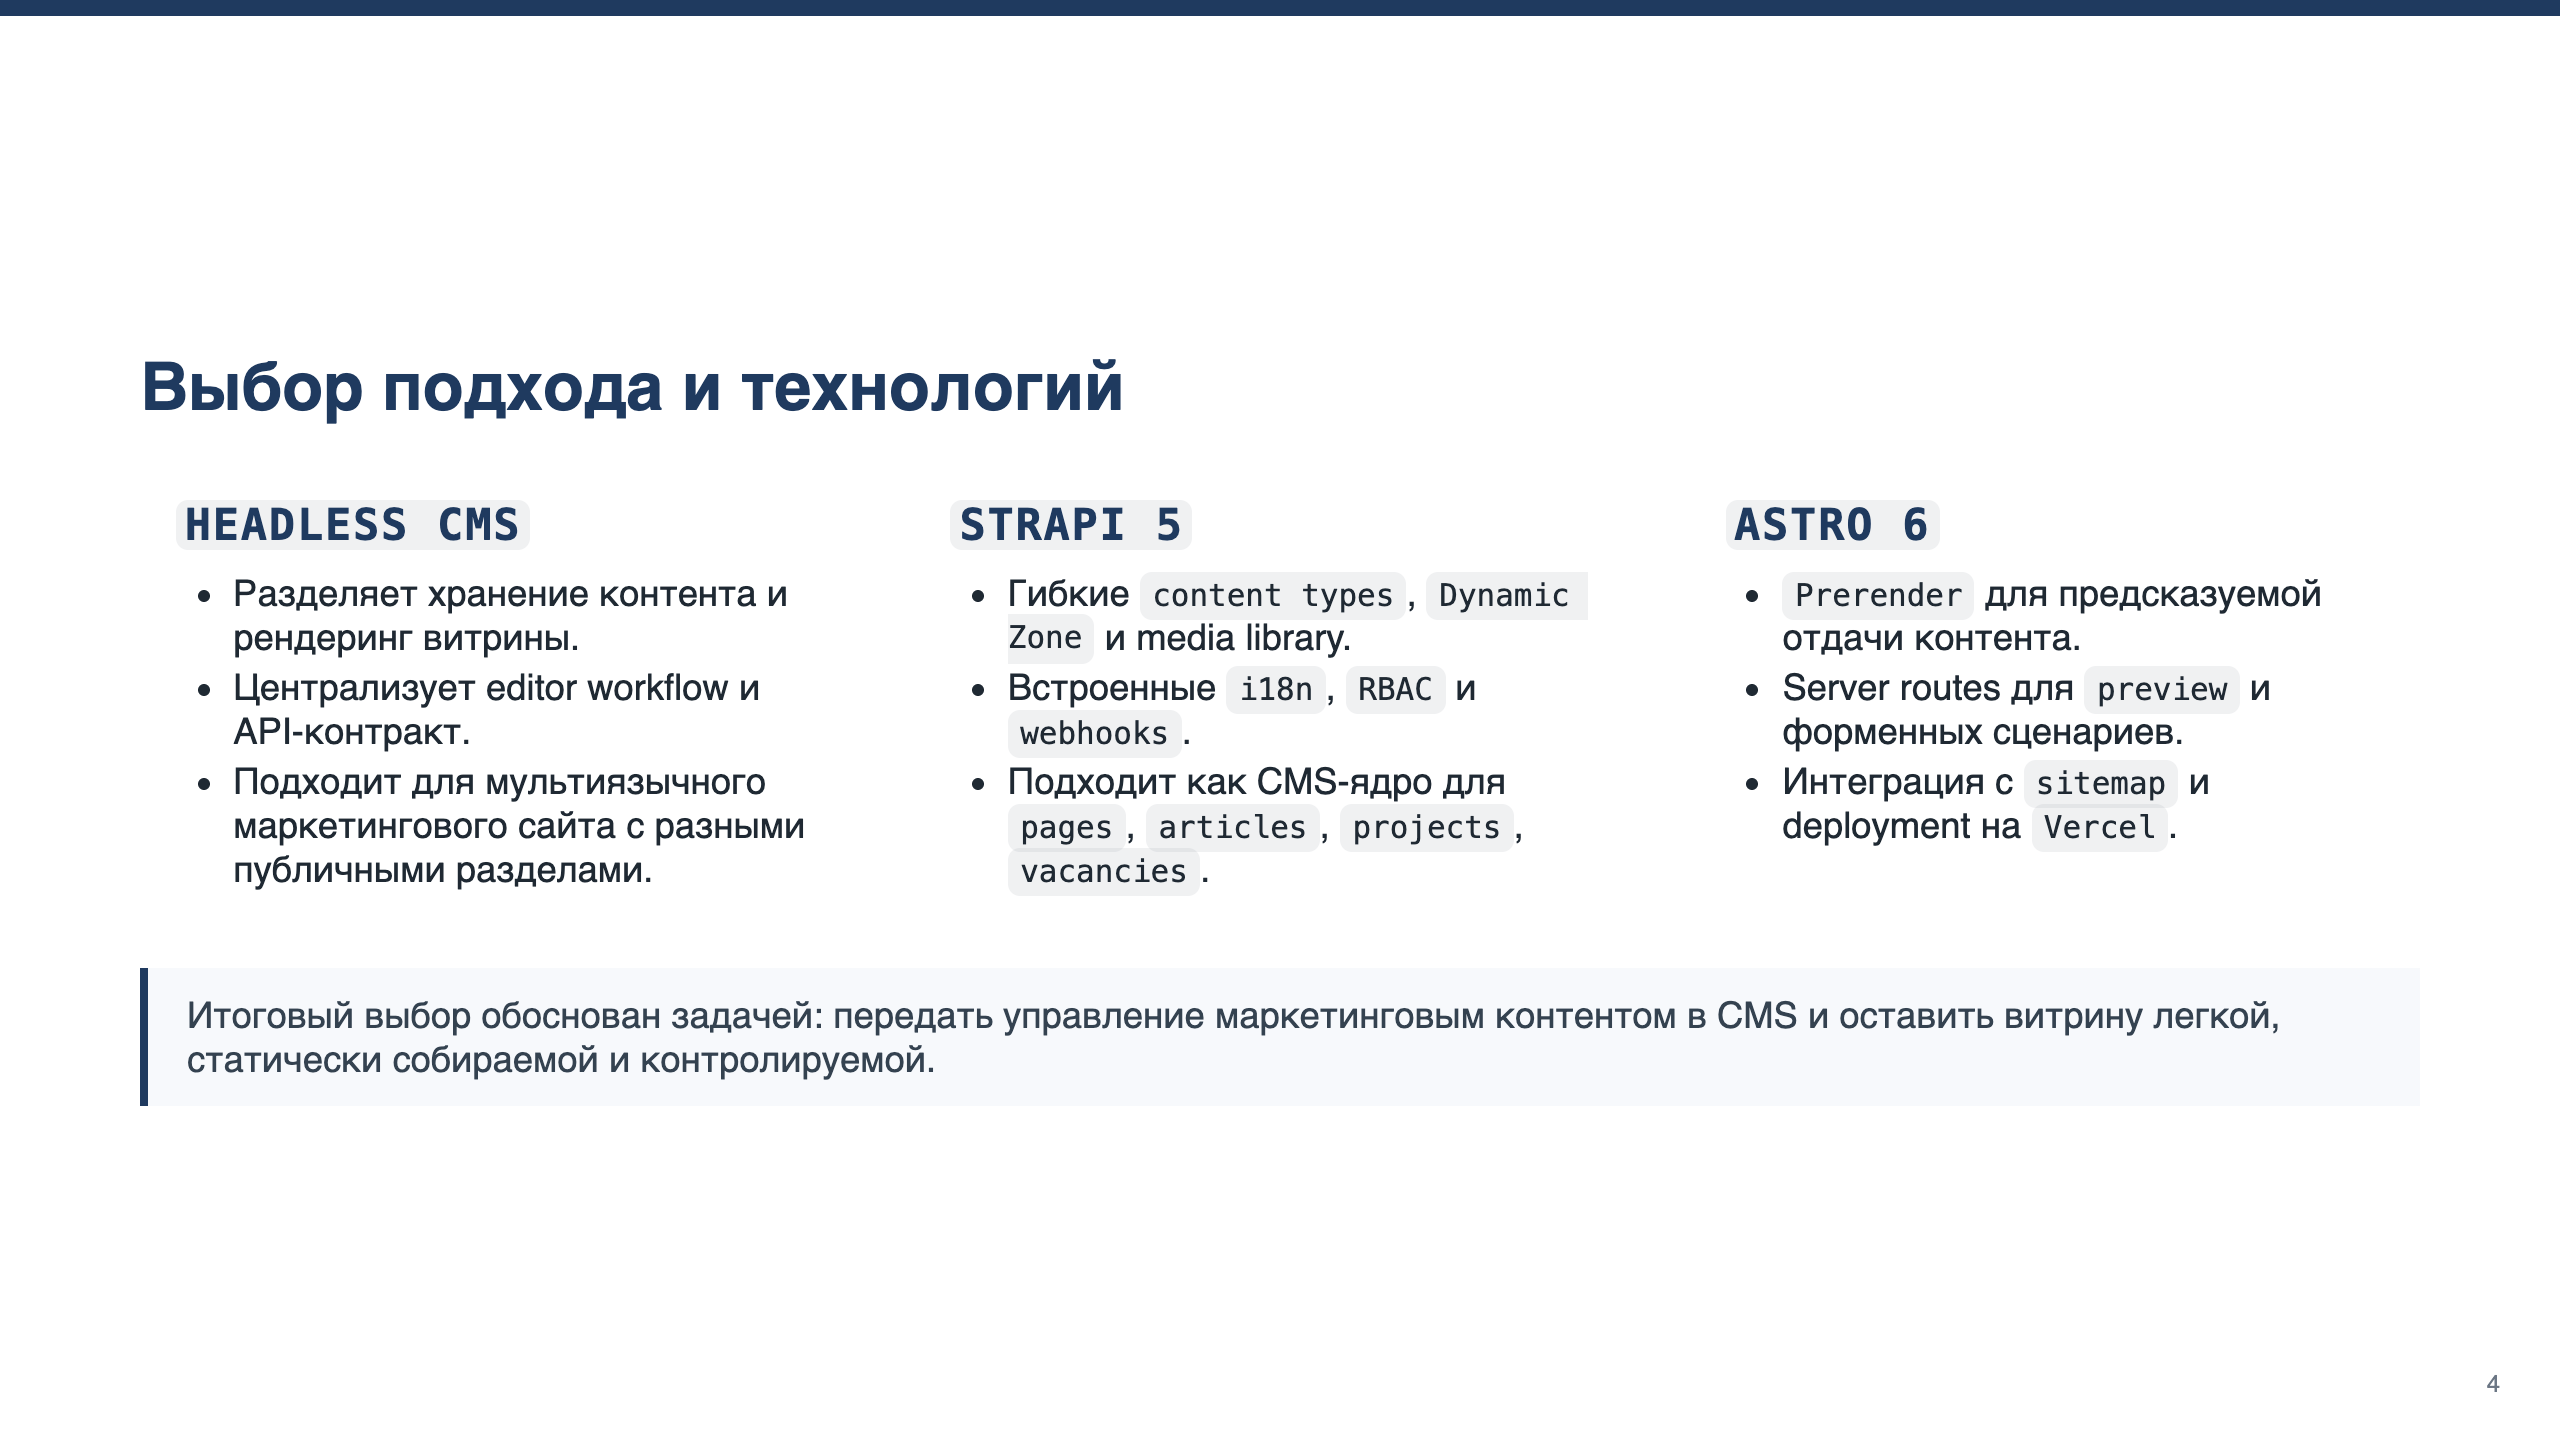 Выбор подхода и технологий
HEADLESS CMS
Разделяет хранение контента и
рендеринг витрины.
Централизует editor workflow и
API-контракт.
Подходит для мультиязычного
маркетингового сайта с разными
публичными разделами.
STRAPI 5
Гибкие content types, Dynamic
Zone и media library.
Встроенные i18n, RBAC и
webhooks.
Подходит как CMS-ядро для
pages, articles, projects,
vacancies.
ASTRO 6
Prerender для предсказуемой
отдачи контента.
Server routes для preview и
форменных сценариев.
Интеграция с sitemap и
deployment на Vercel.
Итоговый выбор обоснован задачей: передать управление маркетинговым контентом в CMS и оставить витрину легкой,
статически собираемой и контролируемой.
4